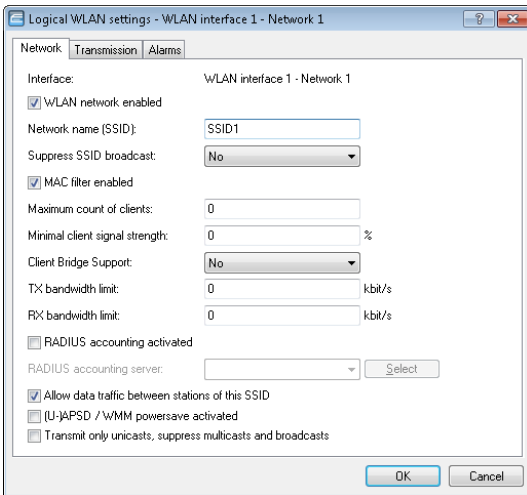 Logical WLAN settings - WLAN interface 1 - Network 1
Network Transmission Alarms
Interface: WLAN interface 1 - Network 1
WLAN network enabled
Network name (SSID): SSID1
Suppress SSID broadcast: No
MAC filter enabled
Maximum count of clients: 0
Minimal client signal strength: 0 %
Client Bridge Support: No
TX bandwidth limit: 0 kbit/s
RX bandwidth limit: 0 kbit/s
RADIUS accounting activated
RADIUS accounting server: Select
Allow data traffic between stations of this SSID
(U-)APSD / WMM powersave activated
Transmit only unicasts, suppress multicasts and broadcasts
OK Cancel